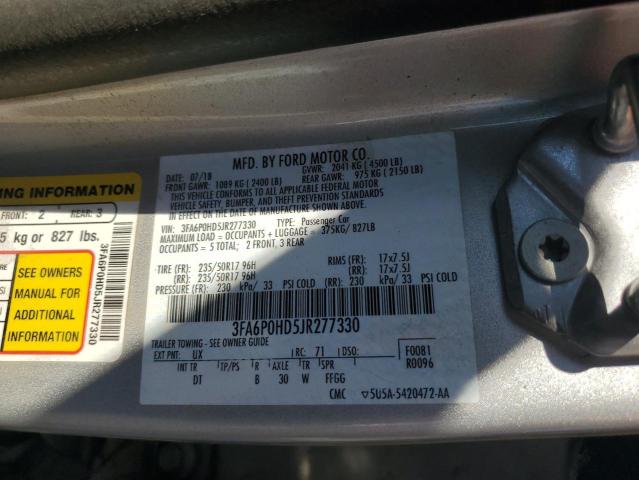 NG INFORMATION
FRONT: 2 REAR: 3
5 kg or 827 lbs.
SEE OWNERS
MANUAL FOR
ADDITIONAL
INFORMATION
3FA6P0HD5JR277330
MFD. BY FORD MOTOR CO.
DATE: 07/18 GVWR: 2041 KG ( 4500 LB)
FRONT GAWR: 1089 KG ( 2400 LB) REAR GAWR: 975 KG ( 2150 LB)
THIS VEHICLE CONFORMS TO ALL APPLICABLE FEDERAL MOTOR
VEHICLE SAFETY, BUMPER, AND THEFT PREVENTION STANDARDS
IN EFFECT ON THE DATE OF MANUFACTURE SHOWN ABOVE.
VIN: 3FA6P0HD5JR277330 TYPE: Passenger Car
MAXIMUM LOAD = OCCUPANTS + LUGGAGE = 375KG/ 827LB
OCCUPANTS = 5 TOTAL: 2 FRONT, 3 REAR
TIRE (FR): 235/50R17 96H RIMS (FR): 17x7.5J
(RR): 235/50R17 96H (RR): 17x7.5J
PRESSURE (FR): 230 kPa/ 33 PSI COLD (RR): 230 kPa/ 33 PSI COLD
3FA6P0HD5JR277330
TRAILER TOWING - SEE OWNER GUIDE
EXT PNT: UX RC: 71 DSO: F0081
INT TR TP/PS R AXLE TR SPR R0096
DT B 30 W FFGG
CMC 5U5A-5420472-AA